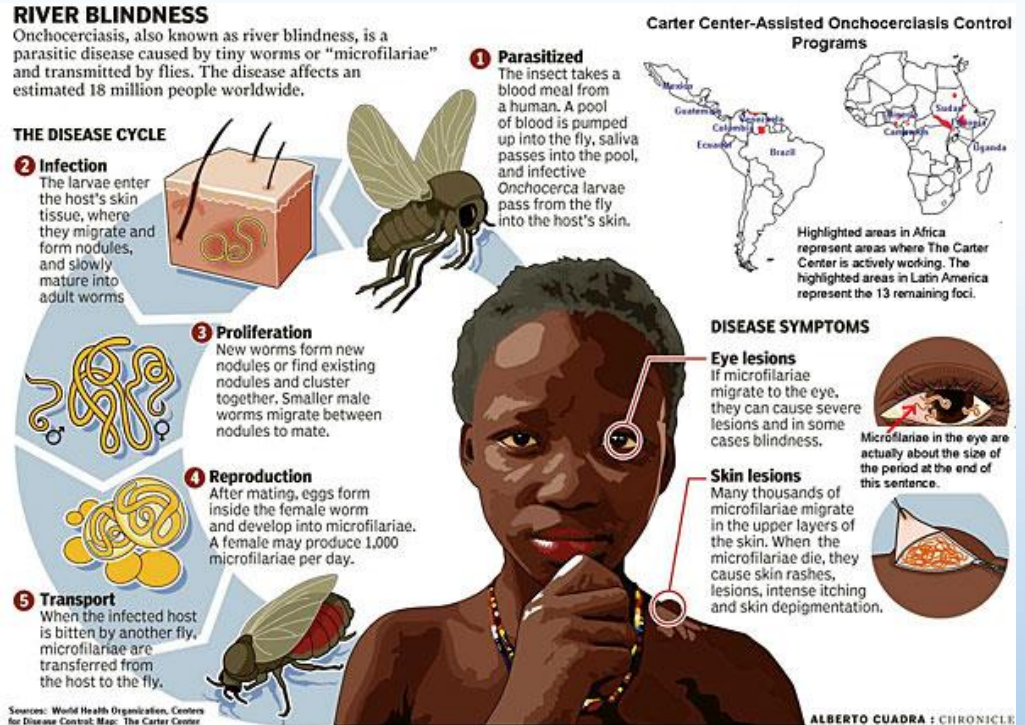 RIVER BLINDNESS
Onchocerciasis, also known as river blindness, is a
parasitic disease caused by tiny worms or “microfilariae”
and transmitted by flies. The disease affects an
estimated 18 million people worldwide.
THE DISEASE CYCLE
1 Parasitized
The insect takes a
blood meal from
a human. A pool
of blood is pumped
up into the fly, saliva
passes into the pool,
and infective
Onchocerca larvae
pass from the fly
into the host's skin.
2 Infection
The larvae enter
the host's skin
tissue, where
they migrate and
form nodules,
and slowly
mature into
adult worms
3 Proliferation
New worms form new
nodules or find existing
nodules and cluster
together. Smaller male
worms migrate between
nodules to mate.
♂ ♀
4 Reproduction
After mating, eggs form
inside the female worm
and develop into microfilariae.
A female may produce 1,000
microfilariae per day.
5 Transport
When the infected host
is bitten by another fly,
microfilariae are
transferred from
the host to the fly.
Sources: World Health Organization, Centers
for Disease Control; Map: The Carter Center
Carter Center-Assisted Onchocerciasis Control
Programs
Mexico
Guatemala
Venezuela
Colombia
Ecuador
Brazil
Sudan
Ethiopia
Cameroon
Uganda
Highlighted areas in Africa
represent areas where The Carter
Center is actively working. The
highlighted areas in Latin America
represent the 13 remaining foci.
DISEASE SYMPTOMS
Eye lesions
If microfilariae
migrate to the eye,
they can cause severe
lesions and in some
cases blindness.
Microfilariae in the eye are
actually about the size of
the period at the end of
this sentence.
Skin lesions
Many thousands of
microfilariae migrate
in the upper layers of
the skin. When the
microfilariae die, they
cause skin rashes,
lesions, intense itching
and skin depigmentation.
ALBERTO CUADRA : CHRONICLE